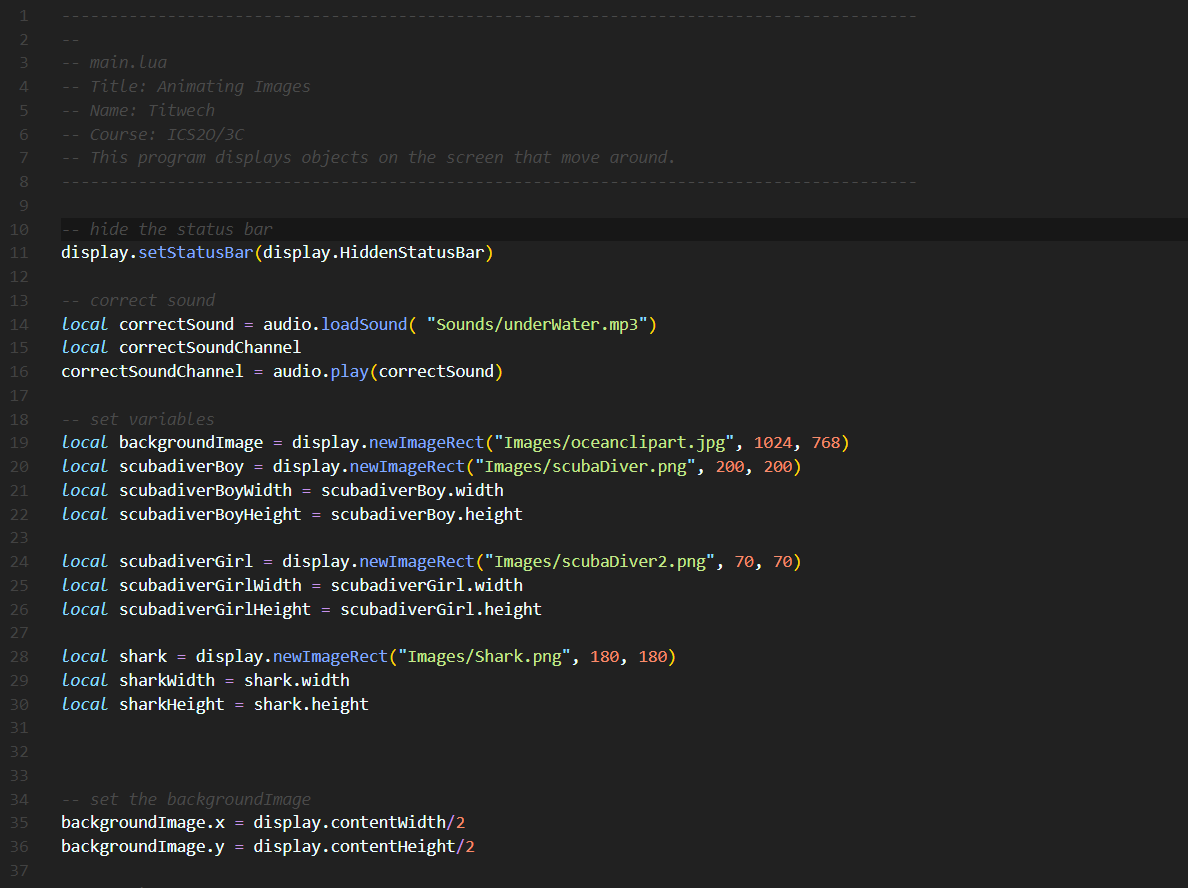 1 -----------------------------------------------------------------------------------------
2 --
3 -- main.lua
4 -- Title: Animating Images
5 -- Name: Titwech
6 -- Course: ICS2O/3C
7 -- This program displays objects on the screen that move around.
8 -----------------------------------------------------------------------------------------
9
10 -- hide the status bar
11 display.setStatusBar(display.HiddenStatusBar)
12
13 -- correct sound
14 local correctSound = audio.loadSound( "Sounds/underWater.mp3")
15 local correctSoundChannel
16 correctSoundChannel = audio.play(correctSound)
17
18 -- set variables
19 local backgroundImage = display.newImageRect("Images/oceanclipart.jpg", 1024, 768)
20 local scubadiverBoy = display.newImageRect("Images/scubaDiver.png", 200, 200)
21 local scubadiverBoyWidth = scubadiverBoy.width
22 local scubadiverBoyHeight = scubadiverBoy.height
23
24 local scubadiverGirl = display.newImageRect("Images/scubaDiver2.png", 70, 70)
25 local scubadiverGirlWidth = scubadiverGirl.width
26 local scubadiverGirlHeight = scubadiverGirl.height
27
28 local shark = display.newImageRect("Images/Shark.png", 180, 180)
29 local sharkWidth = shark.width
30 local sharkHeight = shark.height
31
32
33
34 -- set the backgroundImage
35 backgroundImage.x = display.contentWidth/2
36 backgroundImage.y = display.contentHeight/2
37